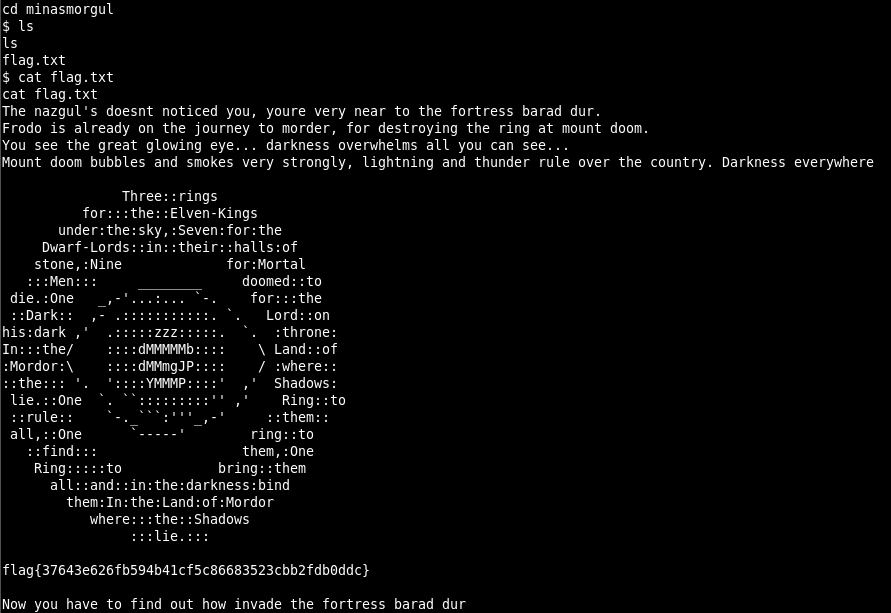 cd minasmorgul
$ ls
ls
flag.txt
$ cat flag.txt
cat flag.txt
The nazgul's doesnt noticed you, youre very near to the fortress barad dur.
Frodo is already on the journey to morder, for destroying the ring at mount doom.
You see the great glowing eye... darkness overwhelms all you can see...
Mount doom bubbles and smokes very strongly, lightning and thunder rule over the country. Darkness everywhere

               Three::rings
          for:::the::Elven-Kings
       under:the:sky,:Seven:for:the
     Dwarf-Lords::in::their::halls:of
    stone,:Nine             for:Mortal
   :::Men:::     ________     doomed::to
 die.:One   _,-'...:... `-.    for:::the
 ::Dark::  ,- .:::::::::::. `.   Lord::on
his:dark ,'  .:::::zzz:::::.  `.  :throne:
In:::the/    ::::dMMMMMb::::    \ Land::of
:Mordor:\    ::::dMMmgJP::::    / :where::
::the::: '.  '::::YMMMP::::'  ,'  Shadows:
 lie.::One  `. ``:::::::::'' ,'    Ring::to
 ::rule::    `-._```:'''_,-'     ::them::
 all,::One      `-----'        ring::to
   ::find:::                  them,:One
    Ring:::::to            bring::them
      all::and::in:the:darkness:bind
        them:In:the:Land:of:Mordor
           where:::the::Shadows
                :::lie.:::

flag{37643e626fb594b41cf5c86683523cbb2fdb0ddc}

Now you have to find out how invade the fortress barad dur